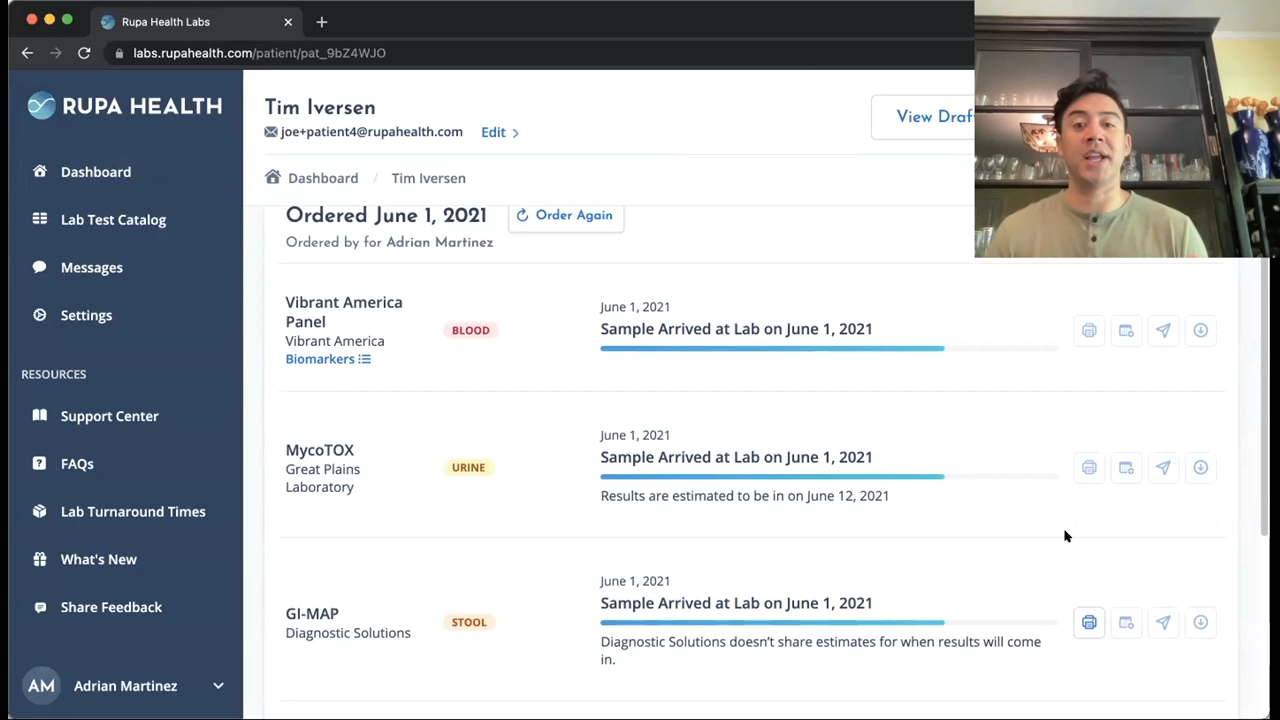 Rupa Health Labs
labs.rupahealth.com/patient/pat_9bZ4WJO
RUPA HEALTH
Dashboard
Lab Test Catalog
Messages
Settings
RESOURCES
Support Center
FAQs
Lab Turnaround Times
What's New
Share Feedback
AM
Adrian Martinez
Tim Iversen
joe+patient4@rupahealth.com
Edit
View Draf
Dashboard / Tim Iversen
Ordered June 1, 2021
Order Again
Ordered by for Adrian Martinez
Vibrant America
Panel
Vibrant America
Biomarkers
BLOOD
June 1, 2021
Sample Arrived at Lab on June 1, 2021
MycoTOX
Great Plains
Laboratory
URINE
June 1, 2021
Sample Arrived at Lab on June 1, 2021
Results are estimated to be in on June 12, 2021
GI-MAP
Diagnostic Solutions
STOOL
June 1, 2021
Sample Arrived at Lab on June 1, 2021
Diagnostic Solutions doesn’t share estimates for when results will come
in.